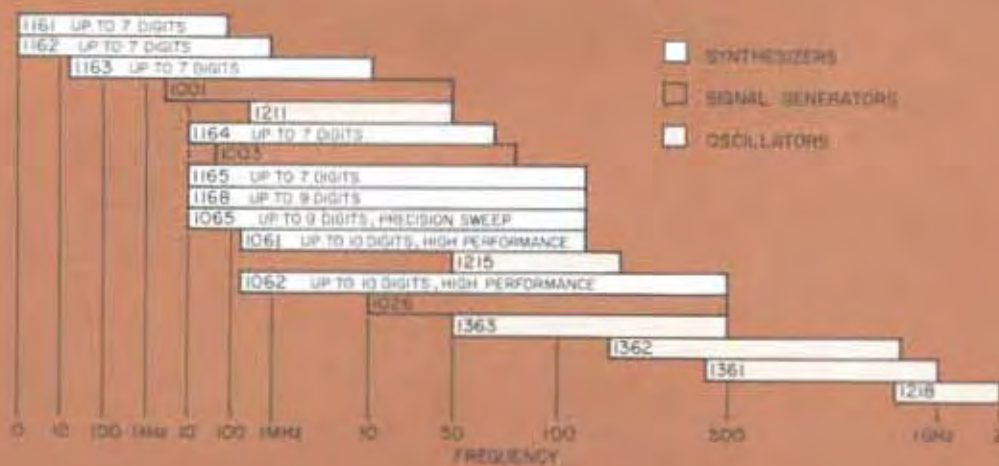 1161 UP TO 7 DIGITS
1162 UP TO 7 DIGITS
1163 UP TO 7 DIGITS
1001
1211
1164 UP TO 7 DIGITS
1003
1165 UP TO 7 DIGITS
1168 UP TO 9 DIGITS
1065 UP TO 9 DIGITS, PRECISION SWEEP
1061 UP TO 10 DIGITS, HIGH PERFORMANCE
1215
1062 UP TO 10 DIGITS, HIGH PERFORMANCE
1026
1363
1362
1361
1218
SYNTHESIZERS
SIGNAL GENERATORS
OSCILLATORS
0 10 100 1kHz 10 100 1MHz 10 50 100 500 1GHz 2
FREQUENCY